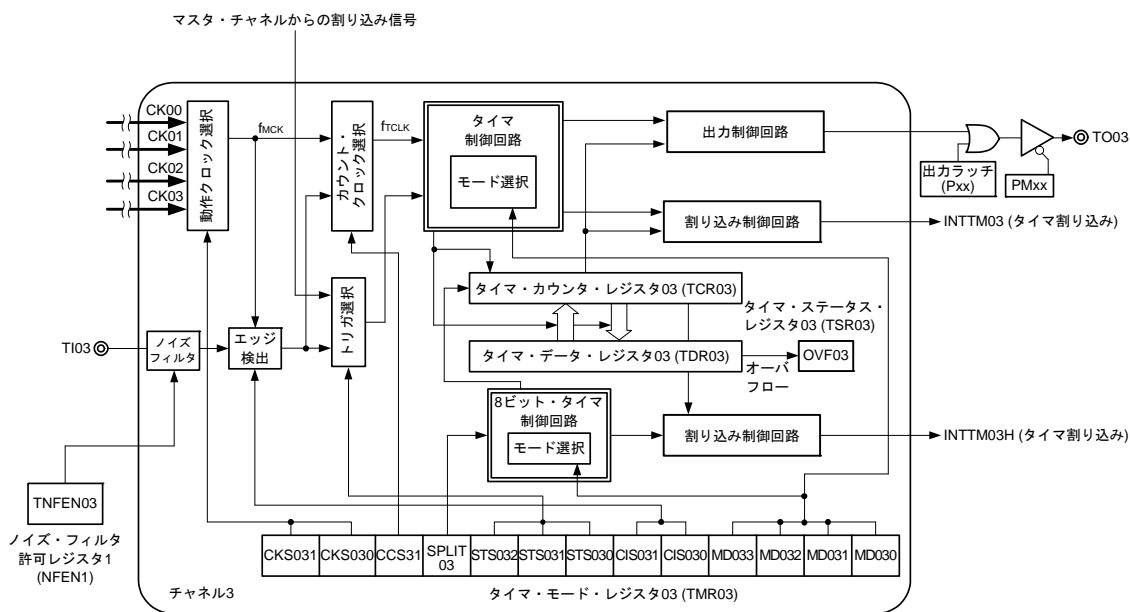 マスタ・チャネルからの割り込み信号
CK00
CK01
CK02
CK03
動作クロック選択
fMCK
カウント・
クロック選択
fTCLK
タイマ
制御回路
モード選択
出力制御回路
出力ラッチ
(Pxx)
PMxx
TO03
割り込み制御回路
INTTM03 (タイマ割り込み)
トリガ選択
タイマ・カウンタ・レジスタ03 (TCR03)
タイマ・ステータス・
レジスタ03 (TSR03)
TI03
ノイズ
フィルタ
エッジ
検出
タイマ・データ・レジスタ03 (TDR03)
OVF03
オーバ
フロー
8ビット・タイマ
制御回路
モード選択
割り込み制御回路
INTTM03H (タイマ割り込み)
TNFEN03
ノイズ・フィルタ
許可レジスタ1
(NFEN1)
CKS031
CKS030
CCS31
SPLIT
03
STS032
STS031
STS030
CIS031
CIS030
MD033
MD032
MD031
MD030
チャネル3
タイマ・モード・レジスタ03 (TMR03)